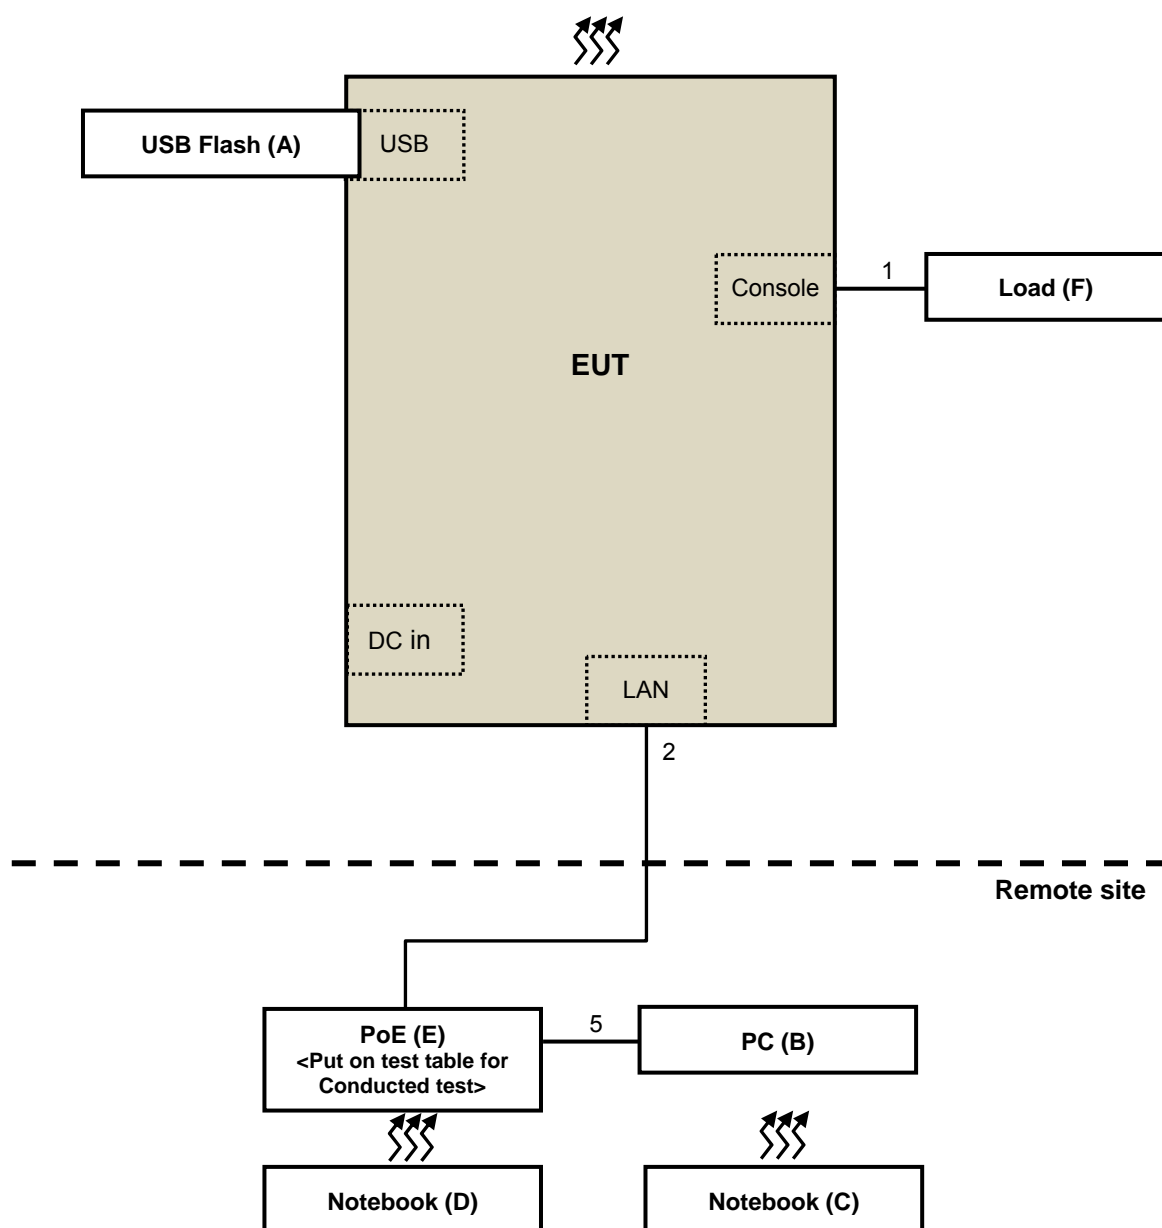 USB Flash (A)
USB
Console
1
Load (F)
EUT
DC in
LAN
2
Remote site
PoE (E)
<Put on test table for
Conducted test>
5
PC (B)
Notebook (D)
Notebook (C)